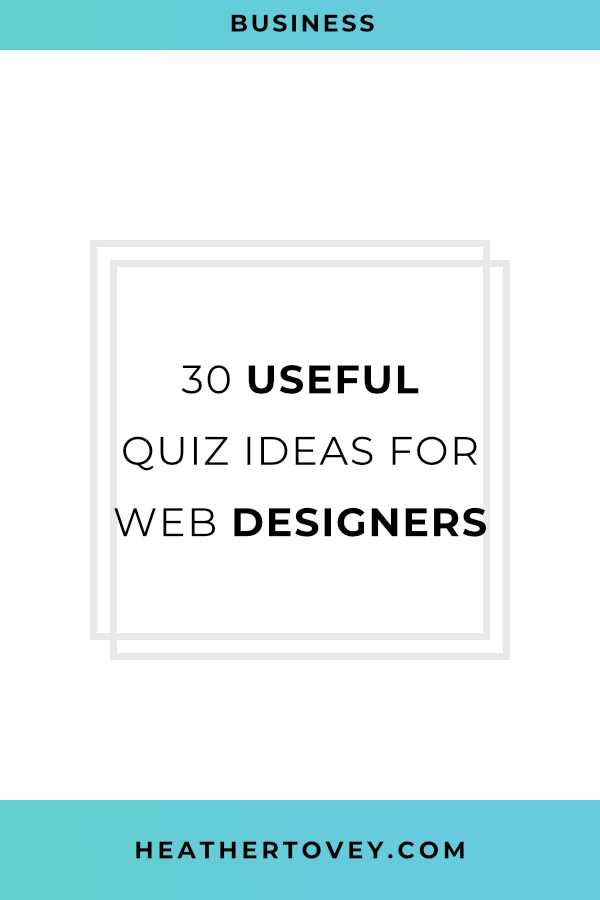 BUSINESS
30 USEFUL
QUIZ IDEAS FOR
WEB DESIGNERS
HEATHERTOVEY.COM